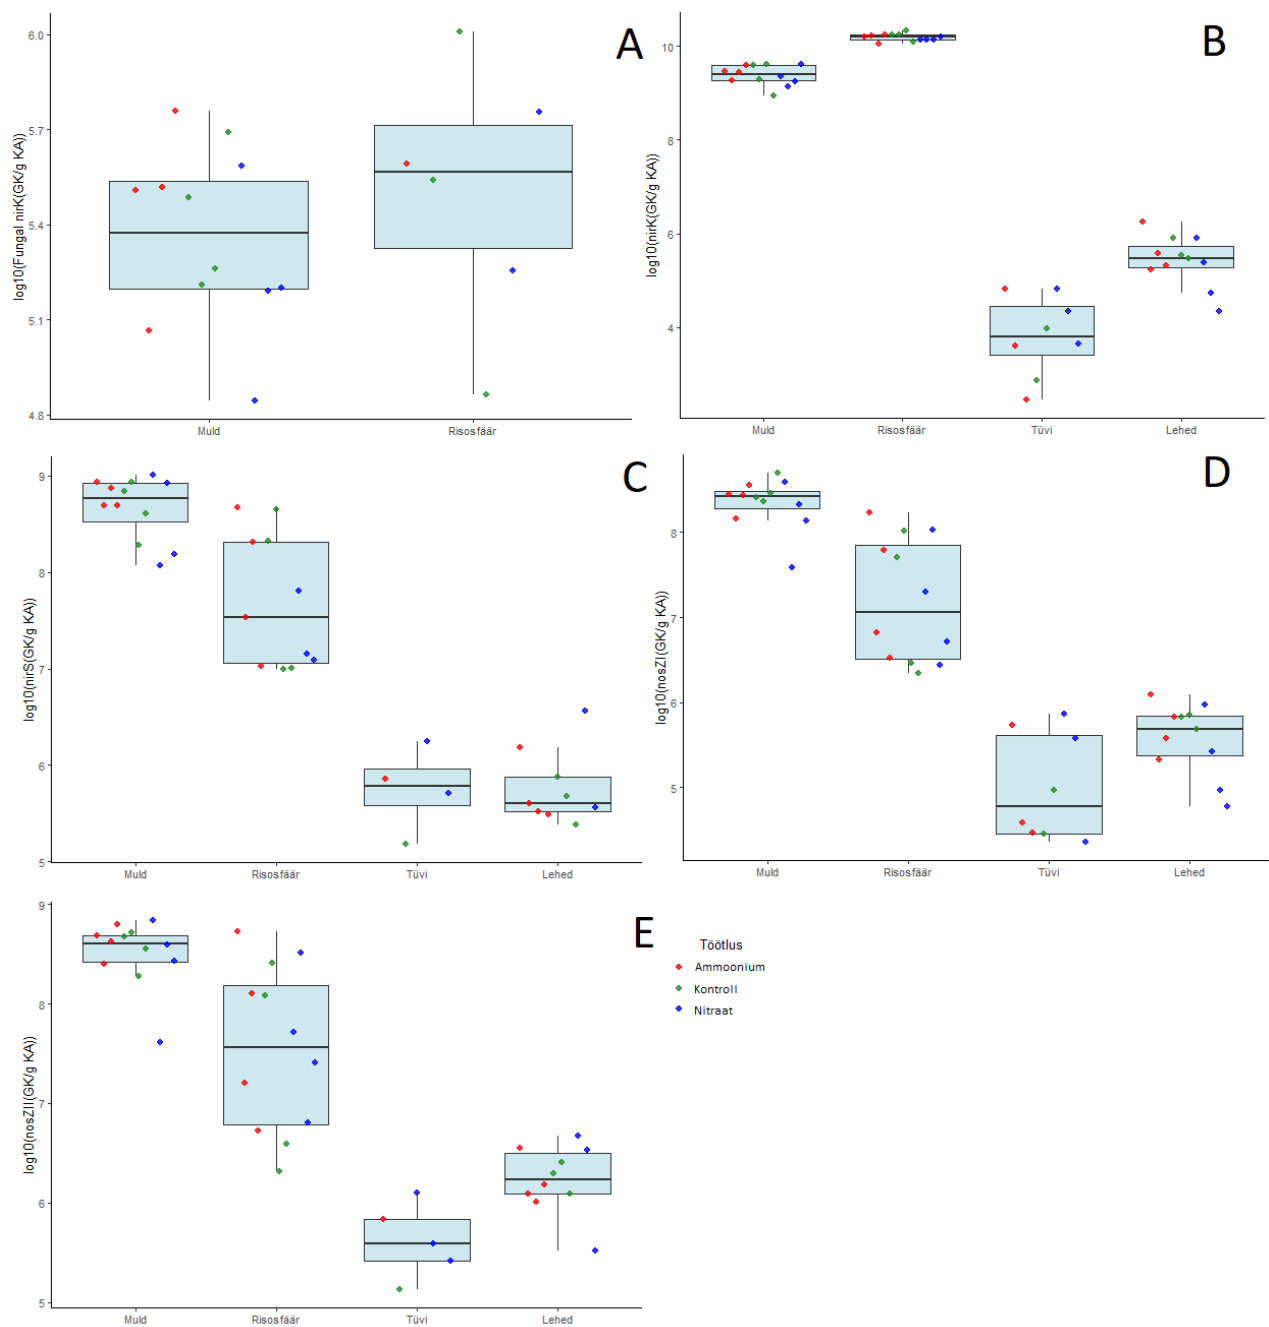 A
log10(Fungal nirK(GK/g KA))
6.0
5.7
5.4
5.1
4.8
Muld
Risosfäär
B
log10(nirK(GK/g KA))
10
8
6
4
Muld
Risosfäär
Tüvi
Lehed
C
log10(nirS(GK/g KA))
9
8
7
6
5
Muld
Risosfäär
Tüvi
Lehed
D
log10(nosZI(GK/g KA))
8
7
6
5
Muld
Risosfäär
Tüvi
Lehed
E
log10(nosZII(GK/g KA))
9
8
7
6
5
Muld
Risosfäär
Tüvi
Lehed
Töötlus
Ammoonium
Kontroll
Nitraat